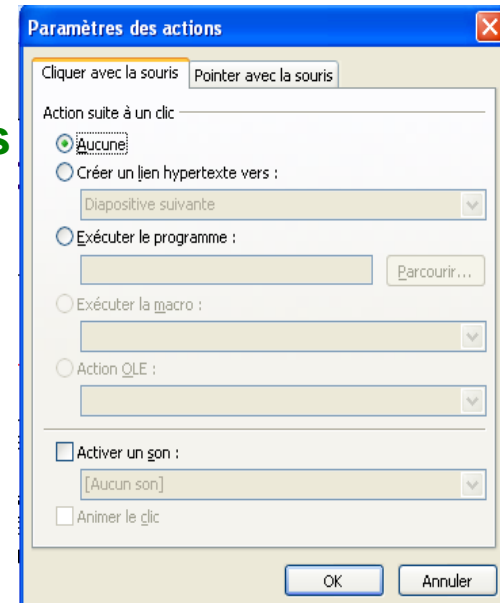 Paramètres des actions
Cliquer avec la souris
Pointer avec la souris
Action suite à un clic
s
Aucune
Créer un lien hypertexte vers :
Diapositive suivante
Exécuter le programme :
Parcourir...
Exécuter la macro :
Action OLE :
Activer un son :
[Aucun son]
Animer le clic
OK
Annuler